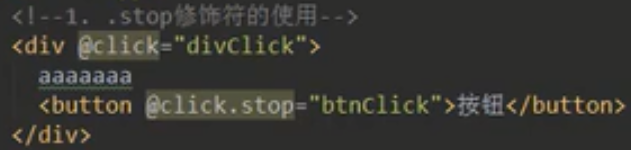 <!--1. .stop修饰符的使用-->
<div @click="divClick">
aaaaaaa
<button @click.stop="btnClick">按钮</button>
</div>